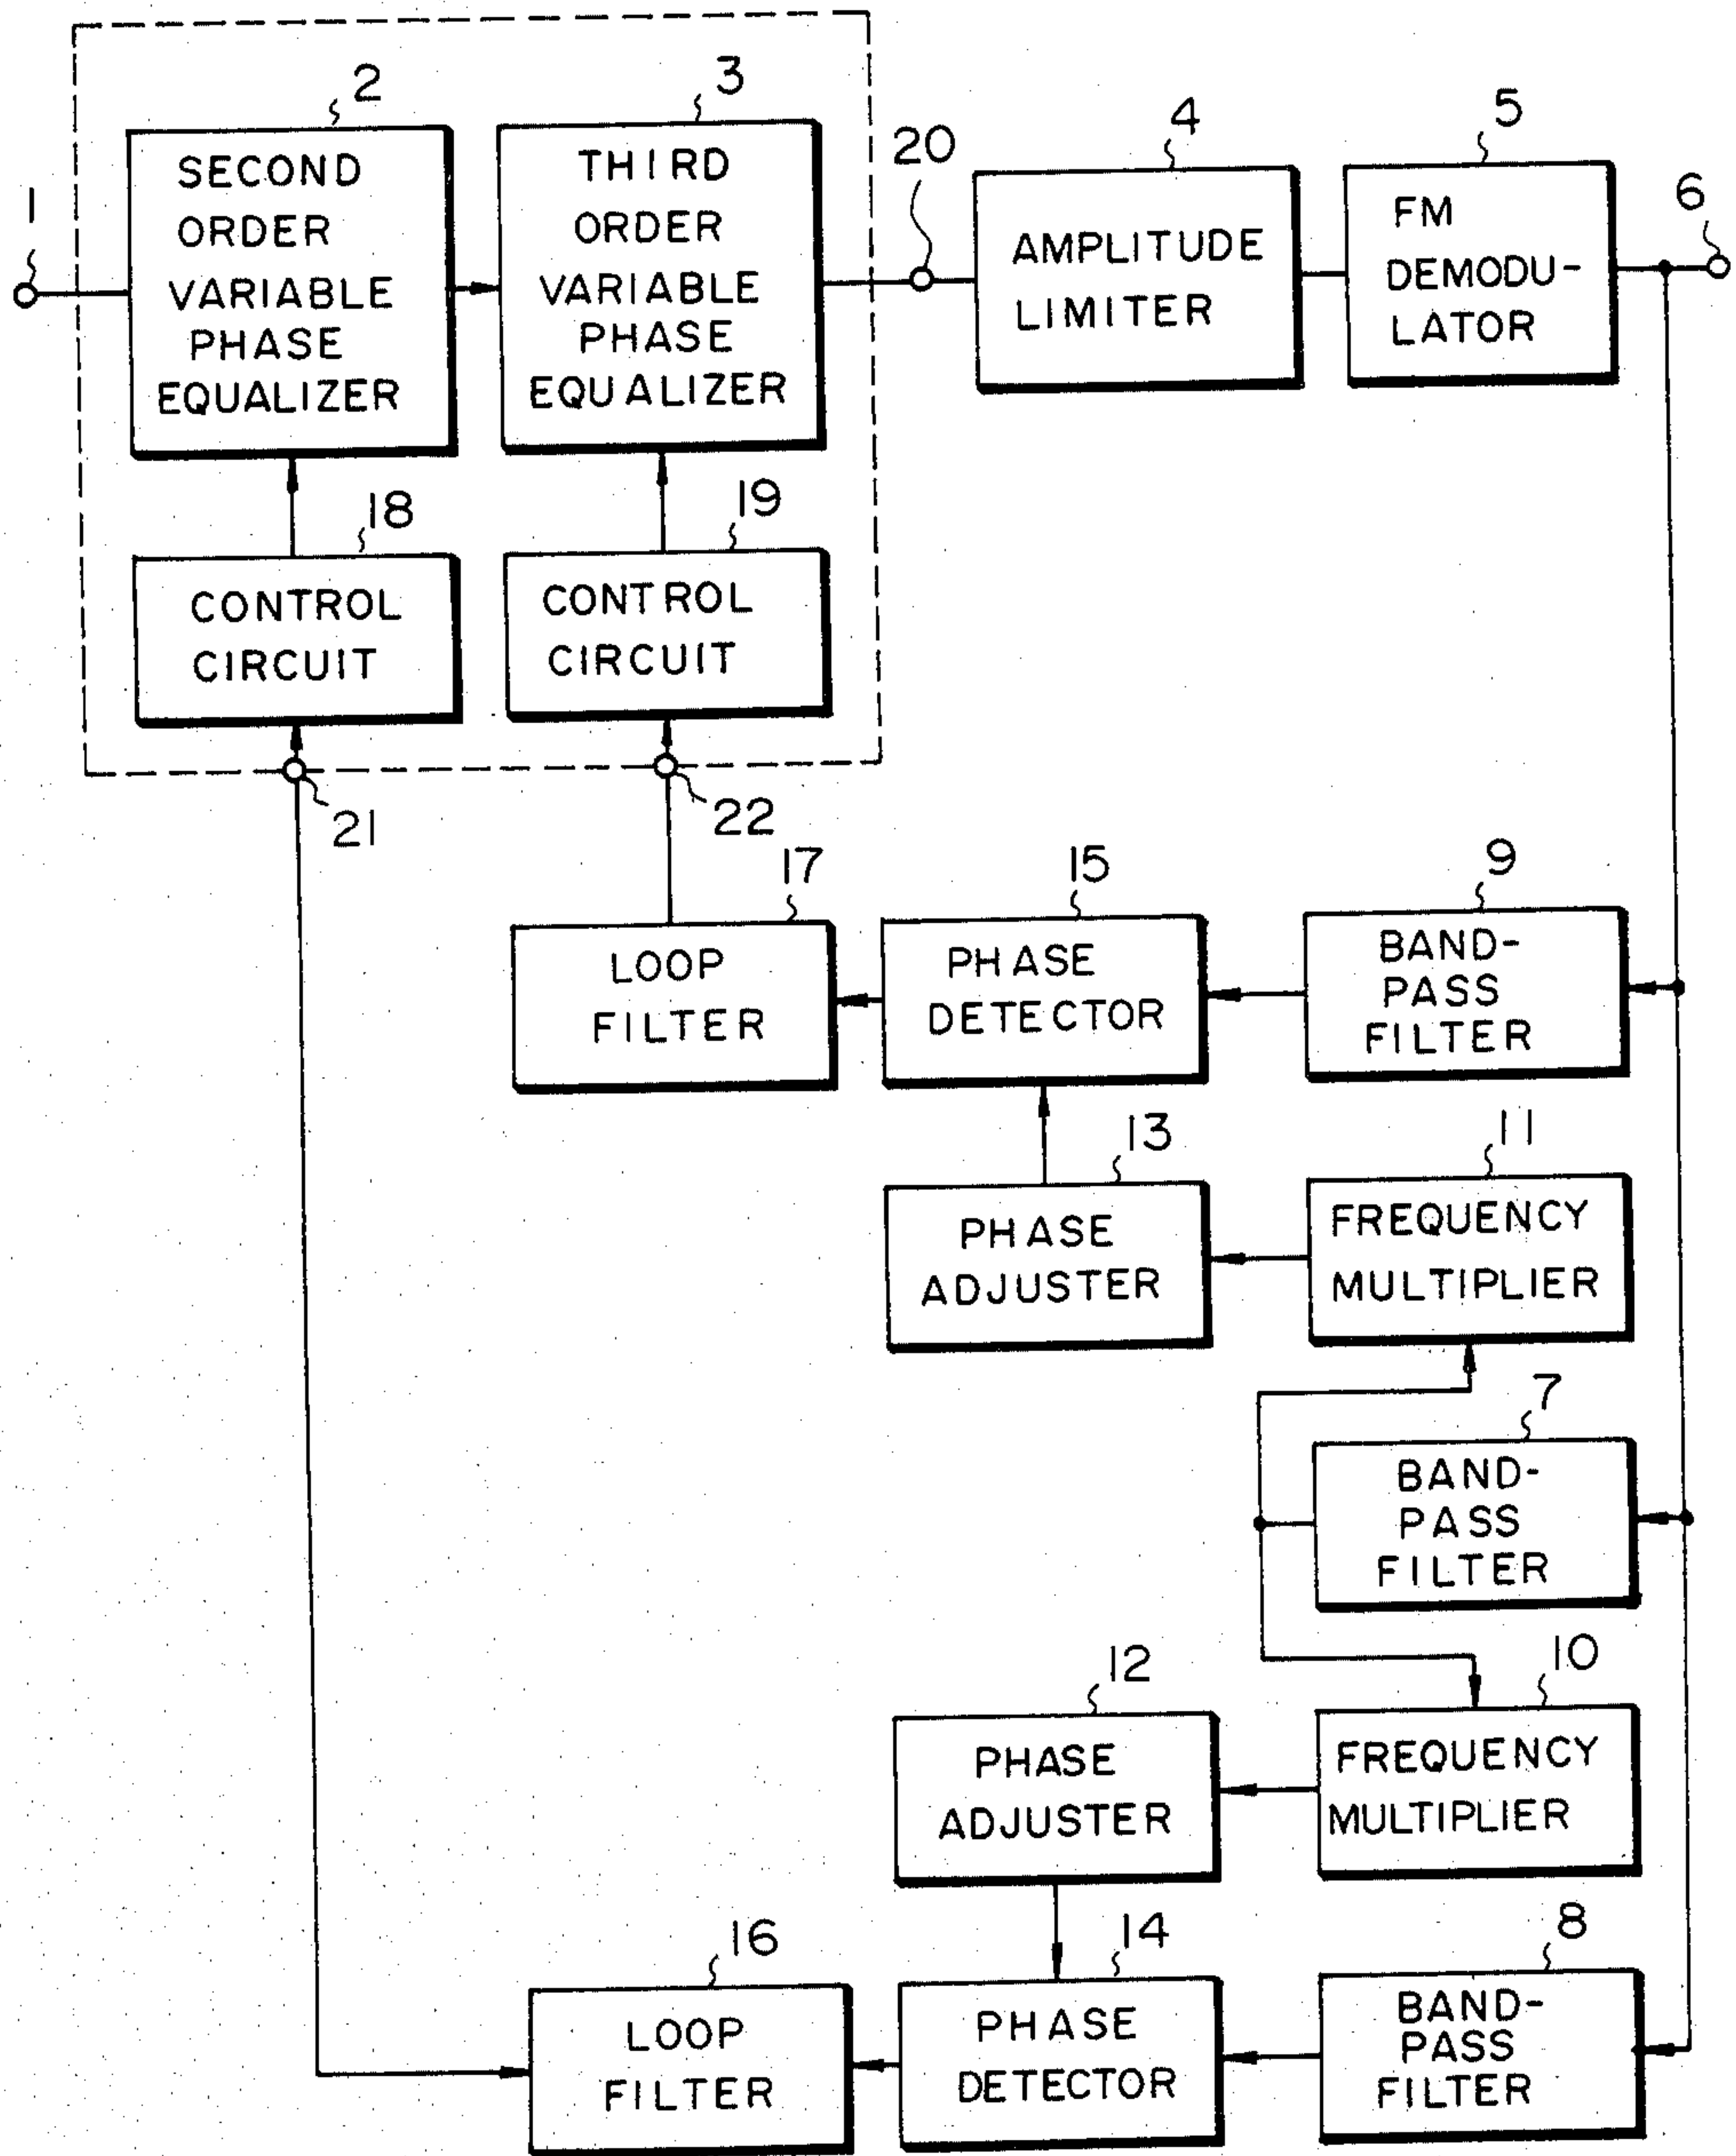 1
2
SECOND
ORDER
VARIABLE
PHASE
EQUALIZER
3
THIRD
ORDER
VARIABLE
PHASE
EQUALIZER
20
4
AMPLITUDE
LIMITER
5
FM
DEMODU-
LATOR
6
18
CONTROL
CIRCUIT
19
CONTROL
CIRCUIT
21
22
17
LOOP
FILTER
15
PHASE
DETECTOR
9
BAND-
PASS
FILTER
13
PHASE
ADJUSTER
11
FREQUENCY
MULTIPLIER
7
BAND-
PASS
FILTER
12
PHASE
ADJUSTER
10
FREQUENCY
MULTIPLIER
16
LOOP
FILTER
14
PHASE
DETECTOR
8
BAND-
PASS
FILTER